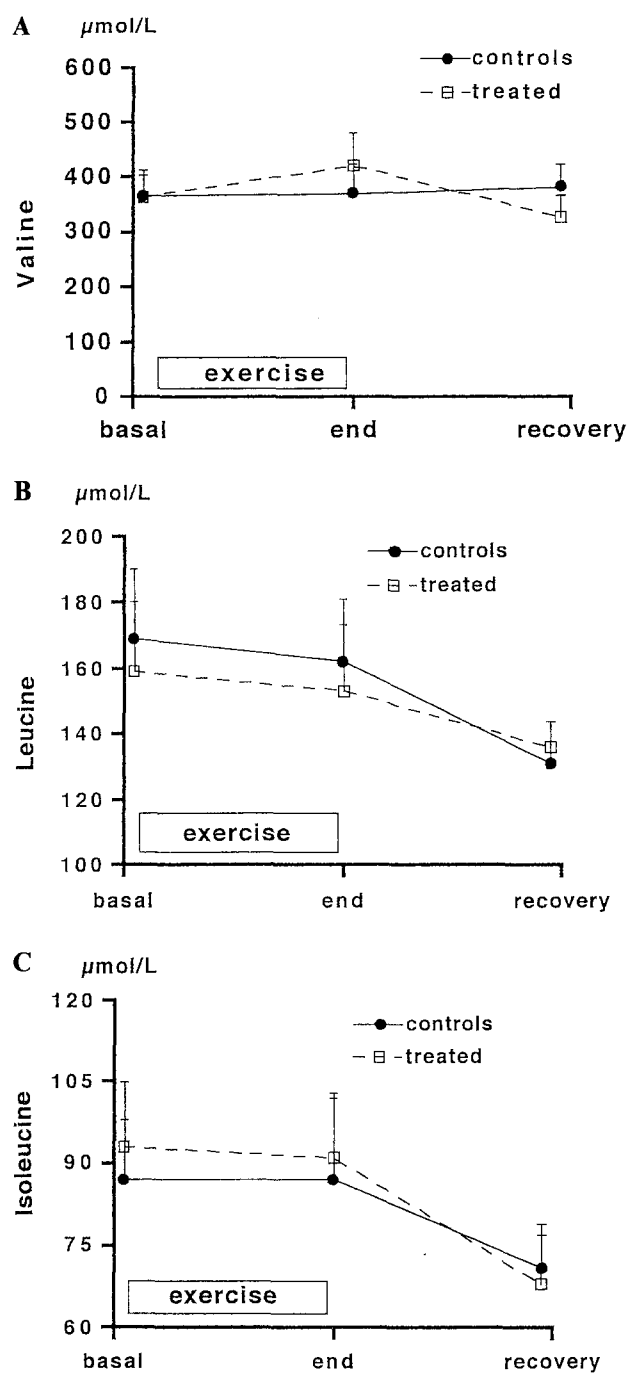 A μmol/L
controls
treated
600
500
400
300
200
100
0
Valine
exercise
basal end recovery
B μmol/L
controls
treated
200
180
160
140
120
100
Leucine
exercise
basal end recovery
C μmol/L
controls
treated
120
105
90
75
60
Isoleucine
exercise
basal end recovery